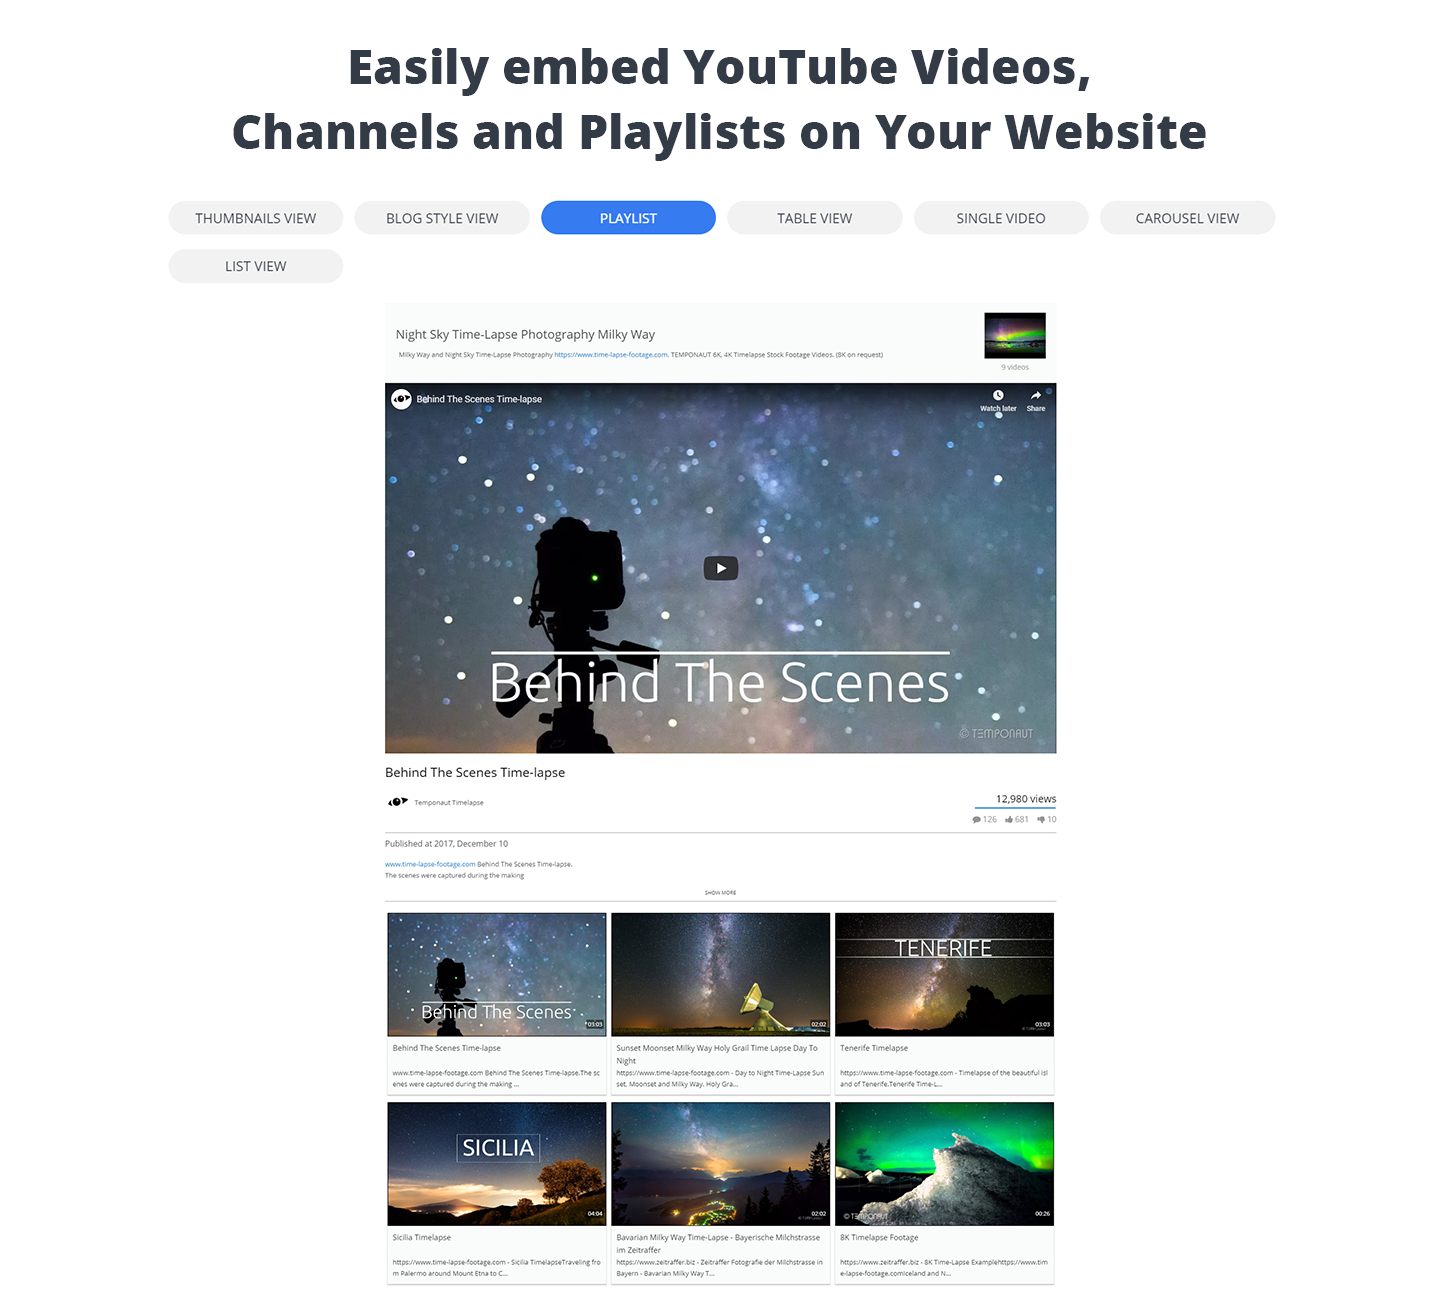 Easily embed YouTube Videos,
Channels and Playlists on Your Website
THUMBNAILS VIEW
BLOG STYLE VIEW
PLAYLIST
TABLE VIEW
SINGLE VIDEO
CAROUSEL VIEW
LIST VIEW
Night Sky Time-Lapse Photography Milky Way
Milky Way and Night Sky Time-Lapse Photography https://www.time-lapse-footage.com. TEMPONAUT 6K, 4K Timelapse Stock Footage Videos. (8K on request)
9 videos
Behind The Scenes Time-lapse
Watch later
Share
Behind The Scenes
© TEMPONAUT
Behind The Scenes Time-lapse
Temponaut Timelapse
12,980 views
126
681
10
Published at 2017, December 10
www.time-lapse-footage.com Behind The Scenes Time-lapse.
The scenes were captured during the making
SHOW MORE
Behind The Scenes
03:03
02:02
TENERIFE
03:03
Behind The Scenes Time-lapse
www.time-lapse-footage.com Behind The Scenes Time-lapse.The sc
enes were captured during the making ...
Sunset Moonset Milky Way Holy Grail Time Lapse Day To
Night
https://www.time-lapse-footage.com - Day to Night Time-Lapse Sun
set, Moonset and Milky Way. Holy Gra...
Tenerife Timelapse
https://www.time-lapse-footage.com - Timelapse of the beautiful isl
and of Tenerife.Tenerife Time-L...
SICILIA
04:04
02:02
© TEMPONAUT
00:26
Sicilia Timelapse
https://www.time-lapse-footage.com - Sicilia TimelapseTraveling fro
m Palermo around Mount Etna to C...
Bavarian Milky Way Time-Lapse - Bayerische Milchstrasse
im Zeitraffer
https://www.zeitraffer.biz - Zeitraffer Fotografie der Milchstrasse in
Bayern - Bavarian Milky Way T...
8K Timelapse Footage
https://www.zeitraffer.biz - 8K Time-Lapse Examplehttps://www.tim
e-lapse-footage.comIceland and N...